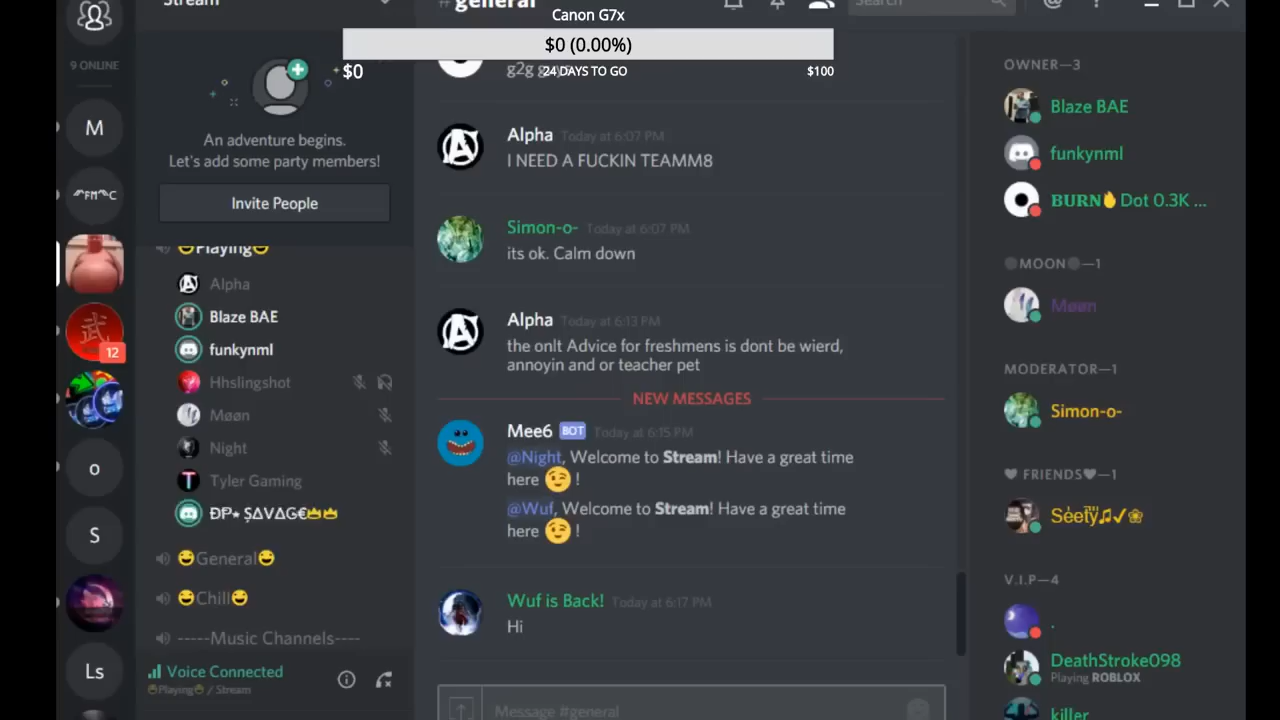 Stream
#general
Search
Canon G7x
$0 (0.00%)
$0
24 DAYS TO GO
$100
9 ONLINE
M
12
o
S
Ls
An adventure begins.
Let's add some party members!
Invite People
Playing
Alpha
Blaze BAE
funkynml
Hhslingshot
Møøn
Night
Tyler Gaming
ĐP⋆ ŞΔVΔG€
General
Chill
-----Music Channels----
Voice Connected
Playing / Stream
g2g
Alpha Today at 6:07 PM
I NEED A FUCKIN TEAMM8
Simon-o- Today at 6:07 PM
its ok. Calm down
Alpha Today at 6:13 PM
the onlt Advice for freshmens is dont be wierd,
annoyin and or teacher pet
NEW MESSAGES
Mee6 BOT Today at 6:15 PM
@Night, Welcome to Stream! Have a great time
here 😉 !
@Wuf, Welcome to Stream! Have a great time
here 😉 !
Wuf is Back! Today at 6:17 PM
Hi
Message #general
OWNER—3
Blaze BAE
funkynml
BURN🔥Dot 0.3K ...
MOON—1
Møøn
MODERATOR—1
Simon-o-
♥ FRIENDS♥—1
V.I.P—4
.
DeathStroke098
Playing ROBLOX
killer